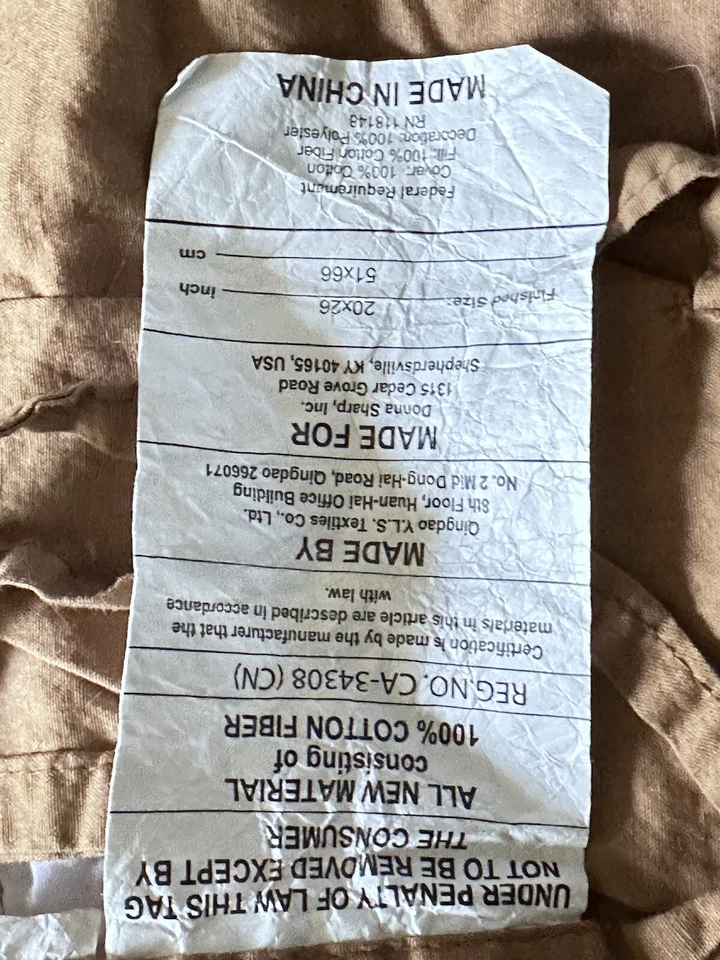 UNDER PENALTY OF LAW THIS TAG
NOT TO BE REMOVED EXCEPT BY
THE CONSUMER
ALL NEW MATERIAL
consisting of
100% COTTON FIBER
REG.NO. CA-34308 (CN)
Certification is made by the manufacturer that the
materials in this article are described in accordance
with law.
MADE BY
Qingdao Y.L.S. Textiles Co., Ltd.
8th Floor, Huan-Hai Office Building
No. 2 Mid Dong-Hai Road, Qingdao 266071
MADE FOR
Donna Sharp, Inc.
1315 Cedar Grove Road
Shepherdsville, KY 40165, USA
Finished Size: 20x26 inch
51x66 cm
Federal Requirement
Cover: 100% Cotton
Fill: 100% Cotton Fiber
Decoration: 100% Polyester
RN 118148
MADE IN CHINA